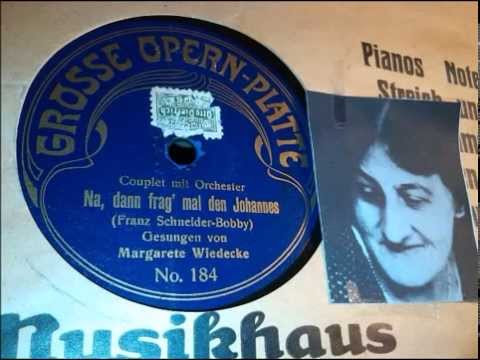 GROSSE OPERN-PLATTE
Couplet mit Orchester
Na, dann frag' mal den Johannes
(Franz Schneider-Bobby)
Gesungen von
Margarete Wiedecke
No. 184
Pianos Note
Musikhaus